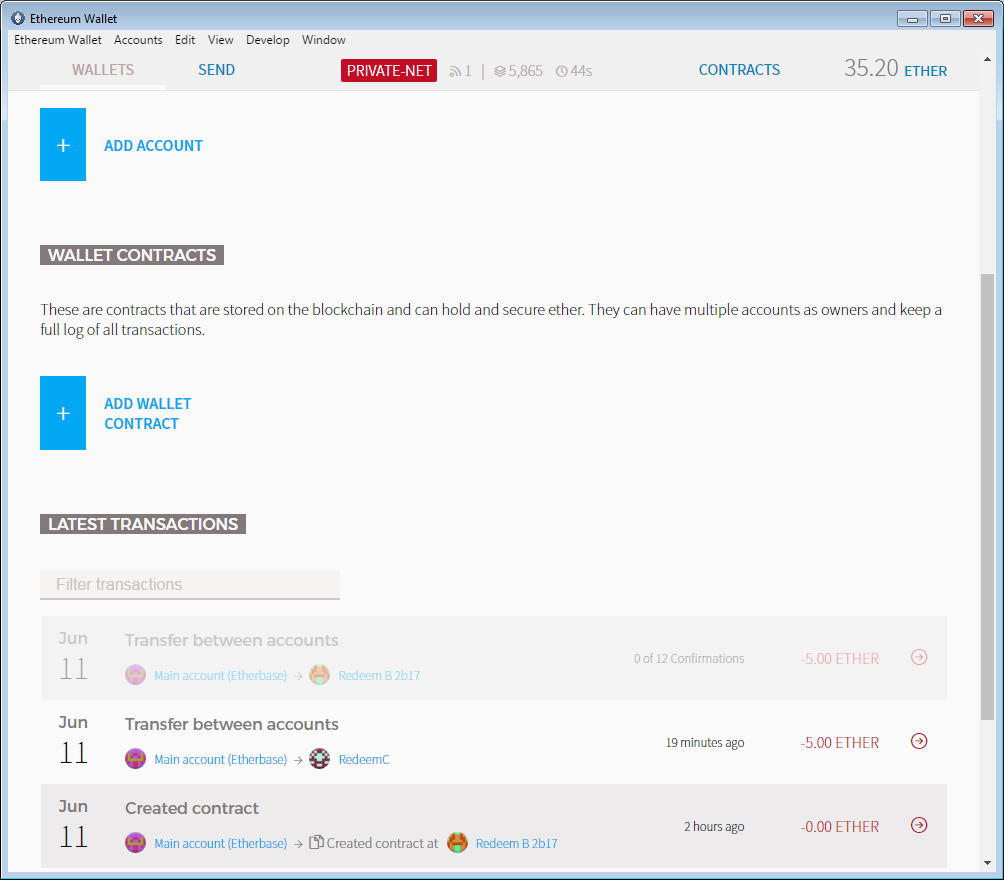 Ethereum Wallet
Ethereum Wallet Accounts Edit View Develop Window
WALLETS SEND PRIVATE-NET 1 | 5,865 44s CONTRACTS 35.20 ETHER
+ ADD ACCOUNT
WALLET CONTRACTS
These are contracts that are stored on the blockchain and can hold and secure ether. They can have multiple accounts as owners and keep a
full log of all transactions.
+ ADD WALLET
CONTRACT
LATEST TRANSACTIONS
Filter transactions
Jun Transfer between accounts
11 Main account (Etherbase) → Redeem B 2b17 0 of 12 Confirmations -5.00 ETHER
Jun Transfer between accounts
11 Main account (Etherbase) → RedeemC 19 minutes ago -5.00 ETHER
Jun Created contract
11 Main account (Etherbase) → Created contract at Redeem B 2b17 2 hours ago -0.00 ETHER